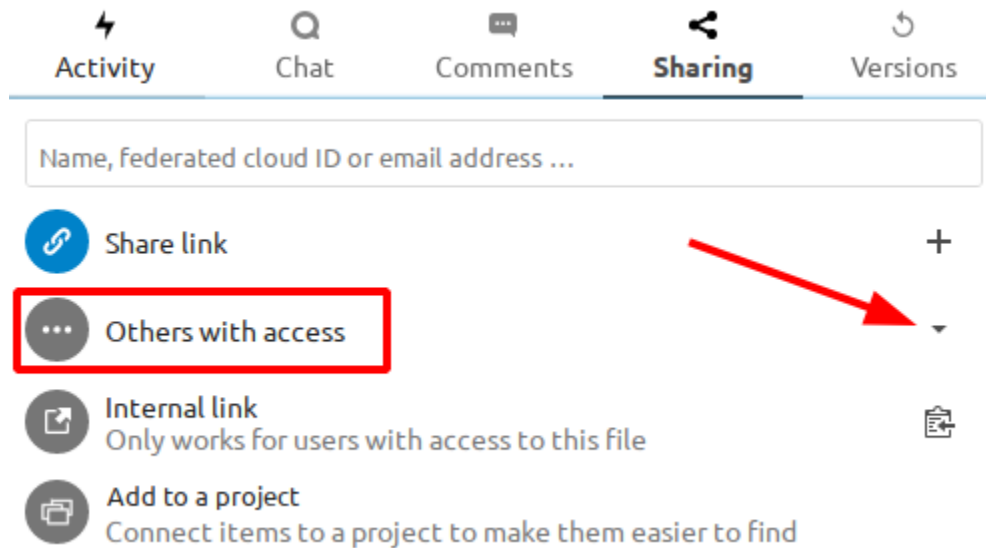 Activity Chat Comments Sharing Versions
Name, federated cloud ID or email address ...
Share link
Others with access
Internal link
Only works for users with access to this file
Add to a project
Connect items to a project to make them easier to find